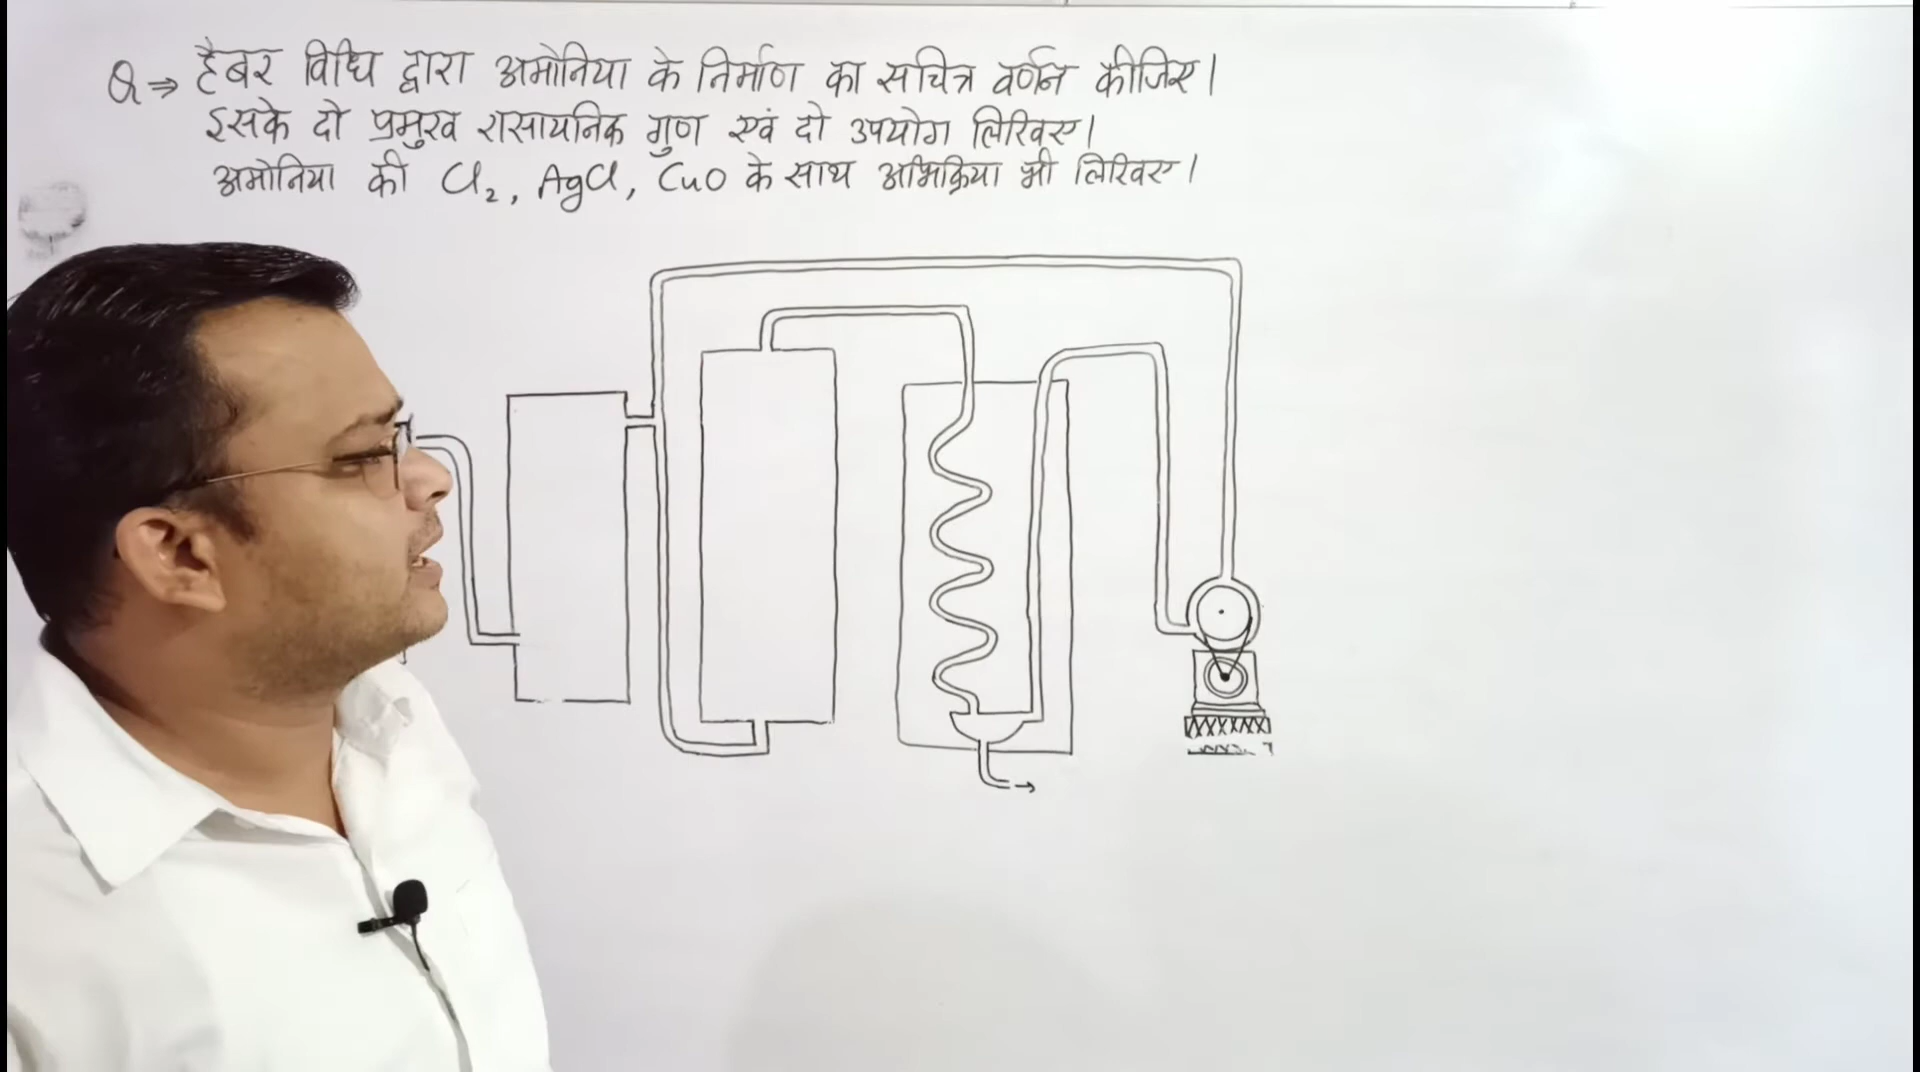 Q ⇒ हैबर विधि द्वारा अमोनिया के निर्माण का सचित्र वर्णन कीजिए।
इसके दो प्रमुख रासायनिक गुण एवं दो उपयोग लिखिए।
अमोनिया की Cl₂, AgCl, CuO के साथ अभिक्रिया भी लिखिए।